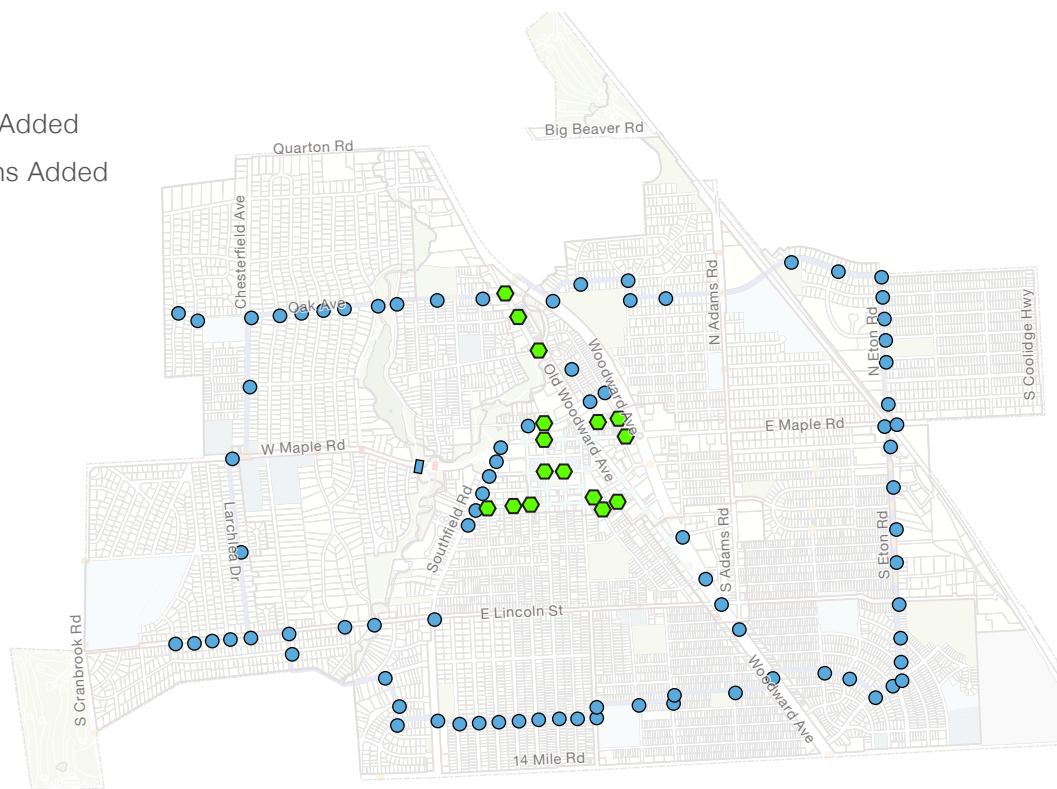 Added
ns Added
Big Beaver Rd
Quarton Rd
Chesterfield Ave
Oak Ave
N Adams Rd
N Eton Rd
S Coolidge Hwy
Woodward Ave
Old Woodward Ave
E Maple Rd
W Maple Rd
Southfield Rd
Larchlea Dr
S Adams Rd
S Eton Rd
E Lincoln St
S Cranbrook Rd
Woodward Ave
14 Mile Rd